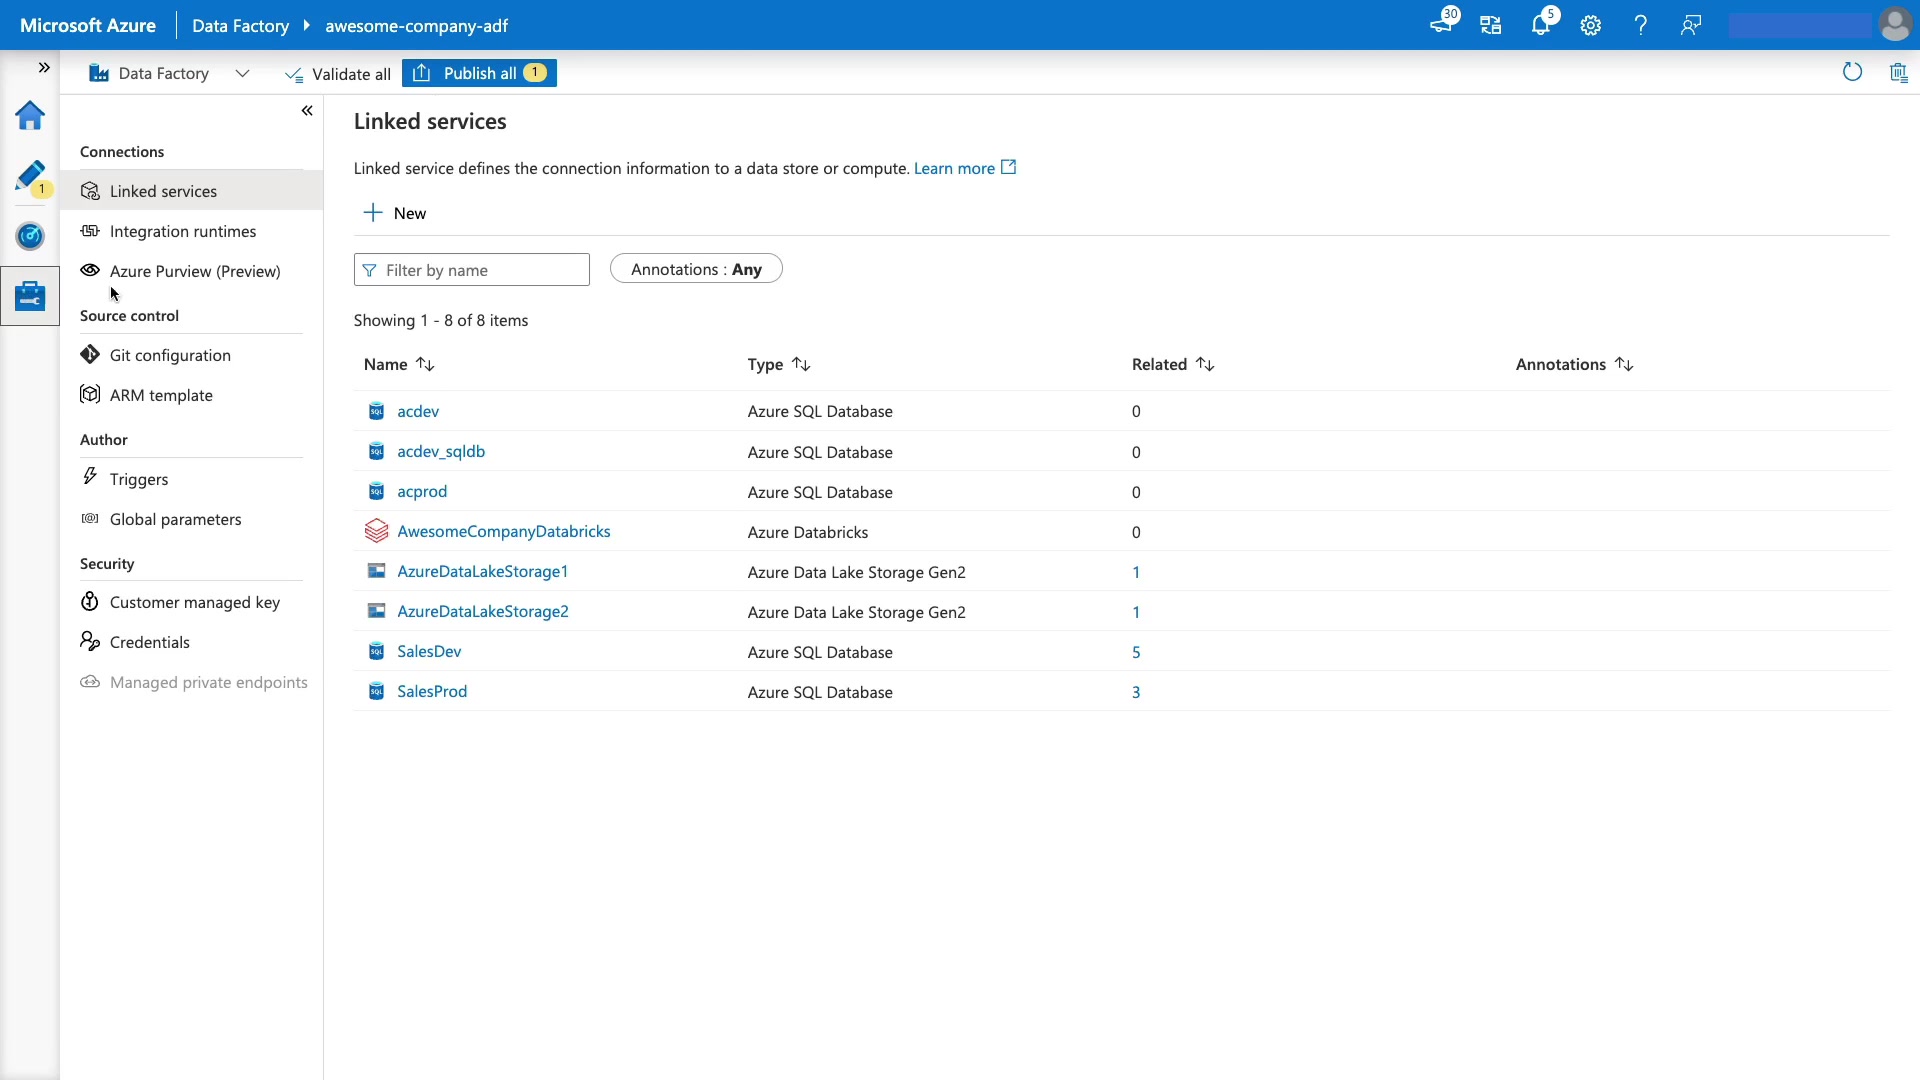 Microsoft Azure Data Factory awesome-company-adf 30 5
Data Factory Validate all Publish all 1
Linked services
Connections
Linked service defines the connection information to a data store or compute. Learn more
1
Linked services
New
Integration runtimes
Azure Purview (Preview)
Filter by name Annotations : Any
Source control
Showing 1 - 8 of 8 items
Git configuration
Name Type Related Annotations
ARM template
acdev Azure SQL Database 0
Author
acdev_sqldb Azure SQL Database 0
Triggers
acprod Azure SQL Database 0
Global parameters
AwesomeCompanyDatabricks Azure Databricks 0
Security
AzureDataLakeStorage1 Azure Data Lake Storage Gen2 1
Customer managed key
AzureDataLakeStorage2 Azure Data Lake Storage Gen2 1
Credentials
SalesDev Azure SQL Database 5
Managed private endpoints
SalesProd Azure SQL Database 3